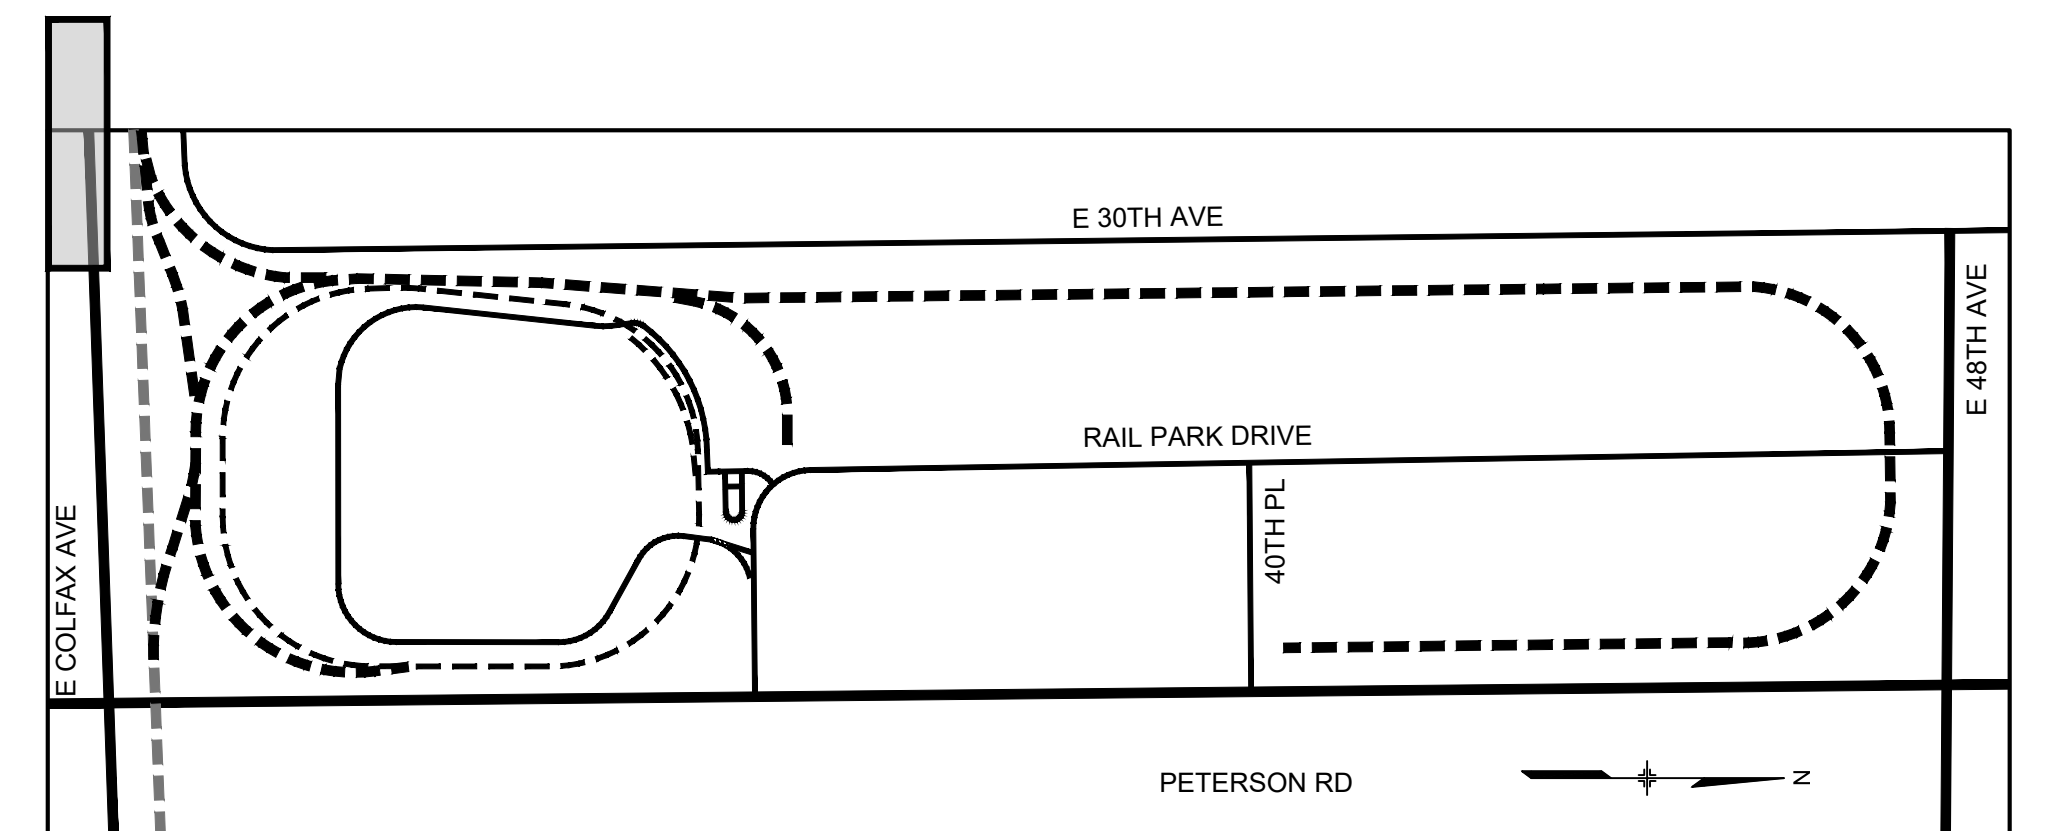 E 30TH AVE
E 48TH AVE
RAIL PARK DRIVE
40TH PL
E COLFAX AVE
PETERSON RD
N